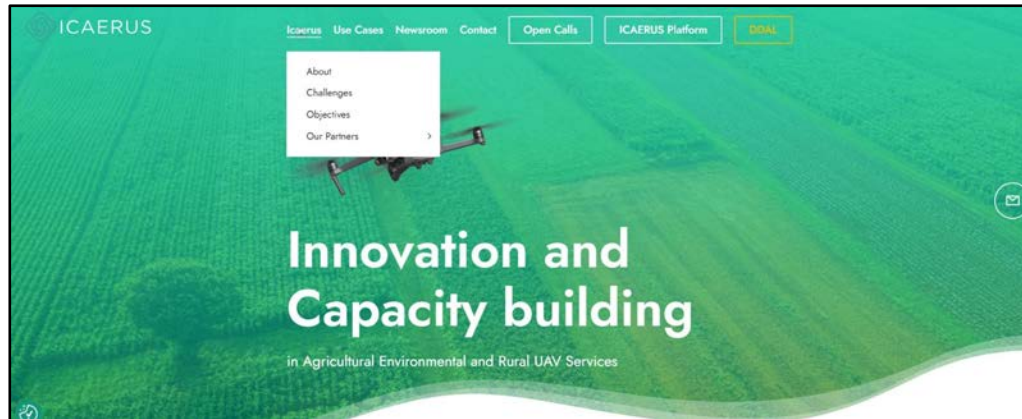 ICAERUS
Icaerus Use Cases Newsroom Contact Open Calls ICAERUS Platform DDAL
About
Challenges
Objectives
Our Partners >
Innovation and
Capacity building
in Agricultural Environmental and Rural UAV Services